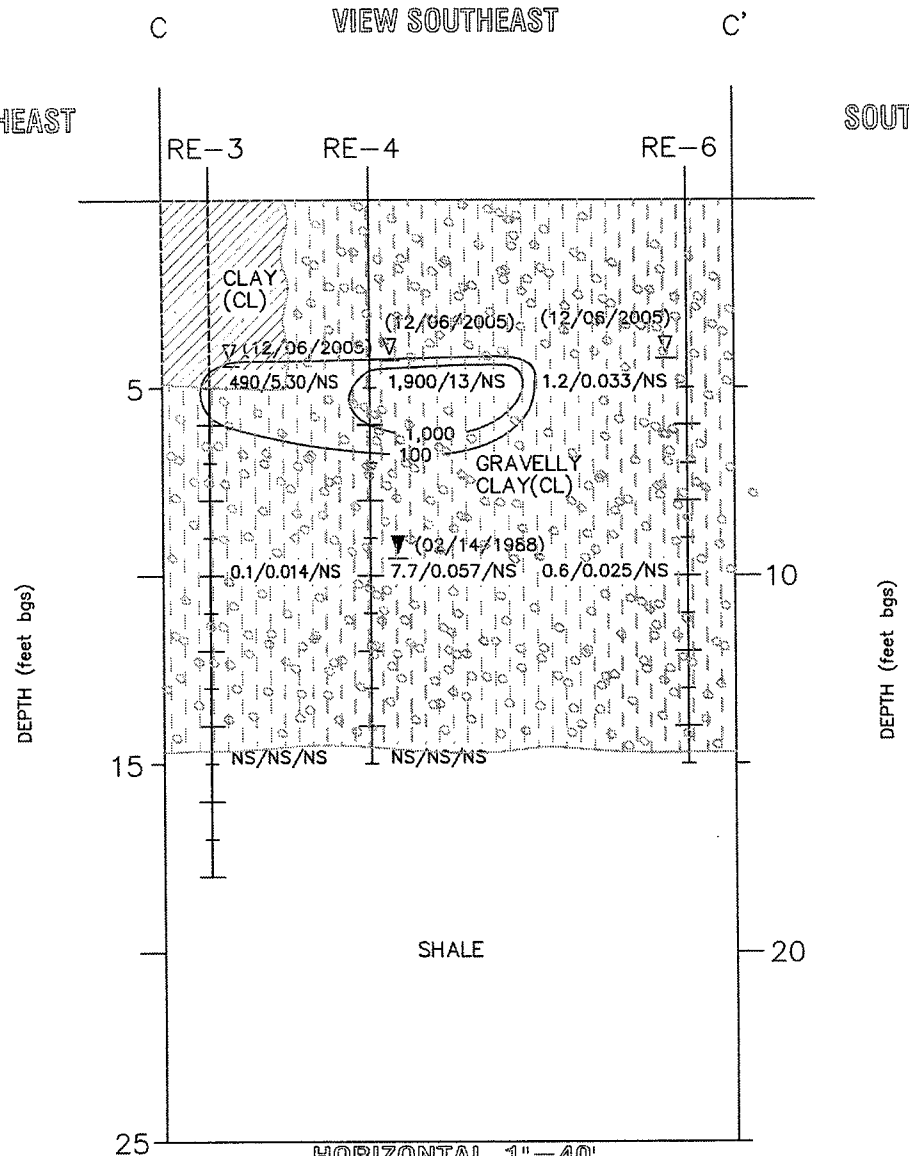 C VIEW SOUTHEAST C'
HEAST SOUT
RE-3 RE-4 RE-6
CLAY
(CL)
(12/06/2005) (12/06/2005)
(12/06/2005)
5 490/5.30/NS 1,900/13/NS 1.2/0.033/NS
1,000
100
GRAVELLY
CLAY(CL)
(02/14/1988)
0.1/0.014/NS 7.7/0.057/NS 0.6/0.025/NS 10
DEPTH (feet bgs) DEPTH (feet bgs)
15 NS/NS/NS NS/NS/NS
SHALE 20
25 HORIZONTAL 1"=40'